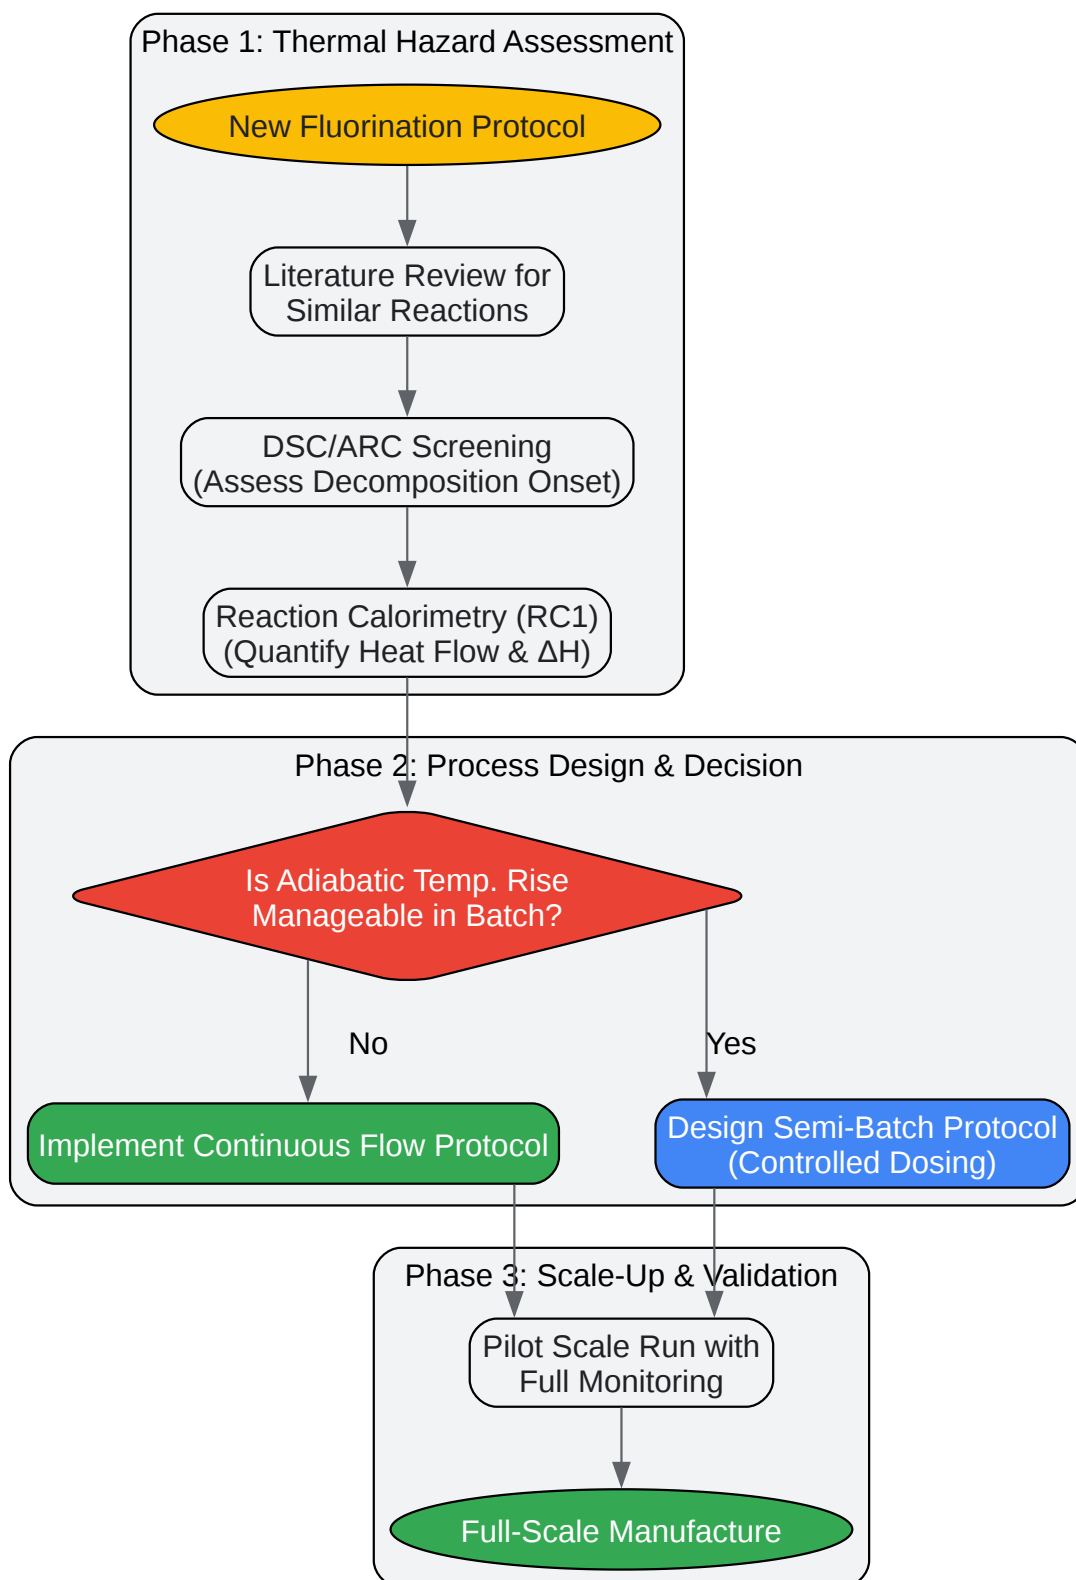 Phase 1: Thermal Hazard Assessment
New Fluorination Protocol
Literature Review for
Similar Reactions
DSC/ARC Screening
(Assess Decomposition Onset)
Reaction Calorimetry (RC1)
(Quantify Heat Flow & ΔH)
Phase 2: Process Design & Decision
Is Adiabatic Temp. Rise
Manageable in Batch?
No
Yes
Implement Continuous Flow Protocol
Design Semi-Batch Protocol
(Controlled Dosing)
Phase 3: Scale-Up & Validation
Pilot Scale Run with
Full Monitoring
Full-Scale Manufacture